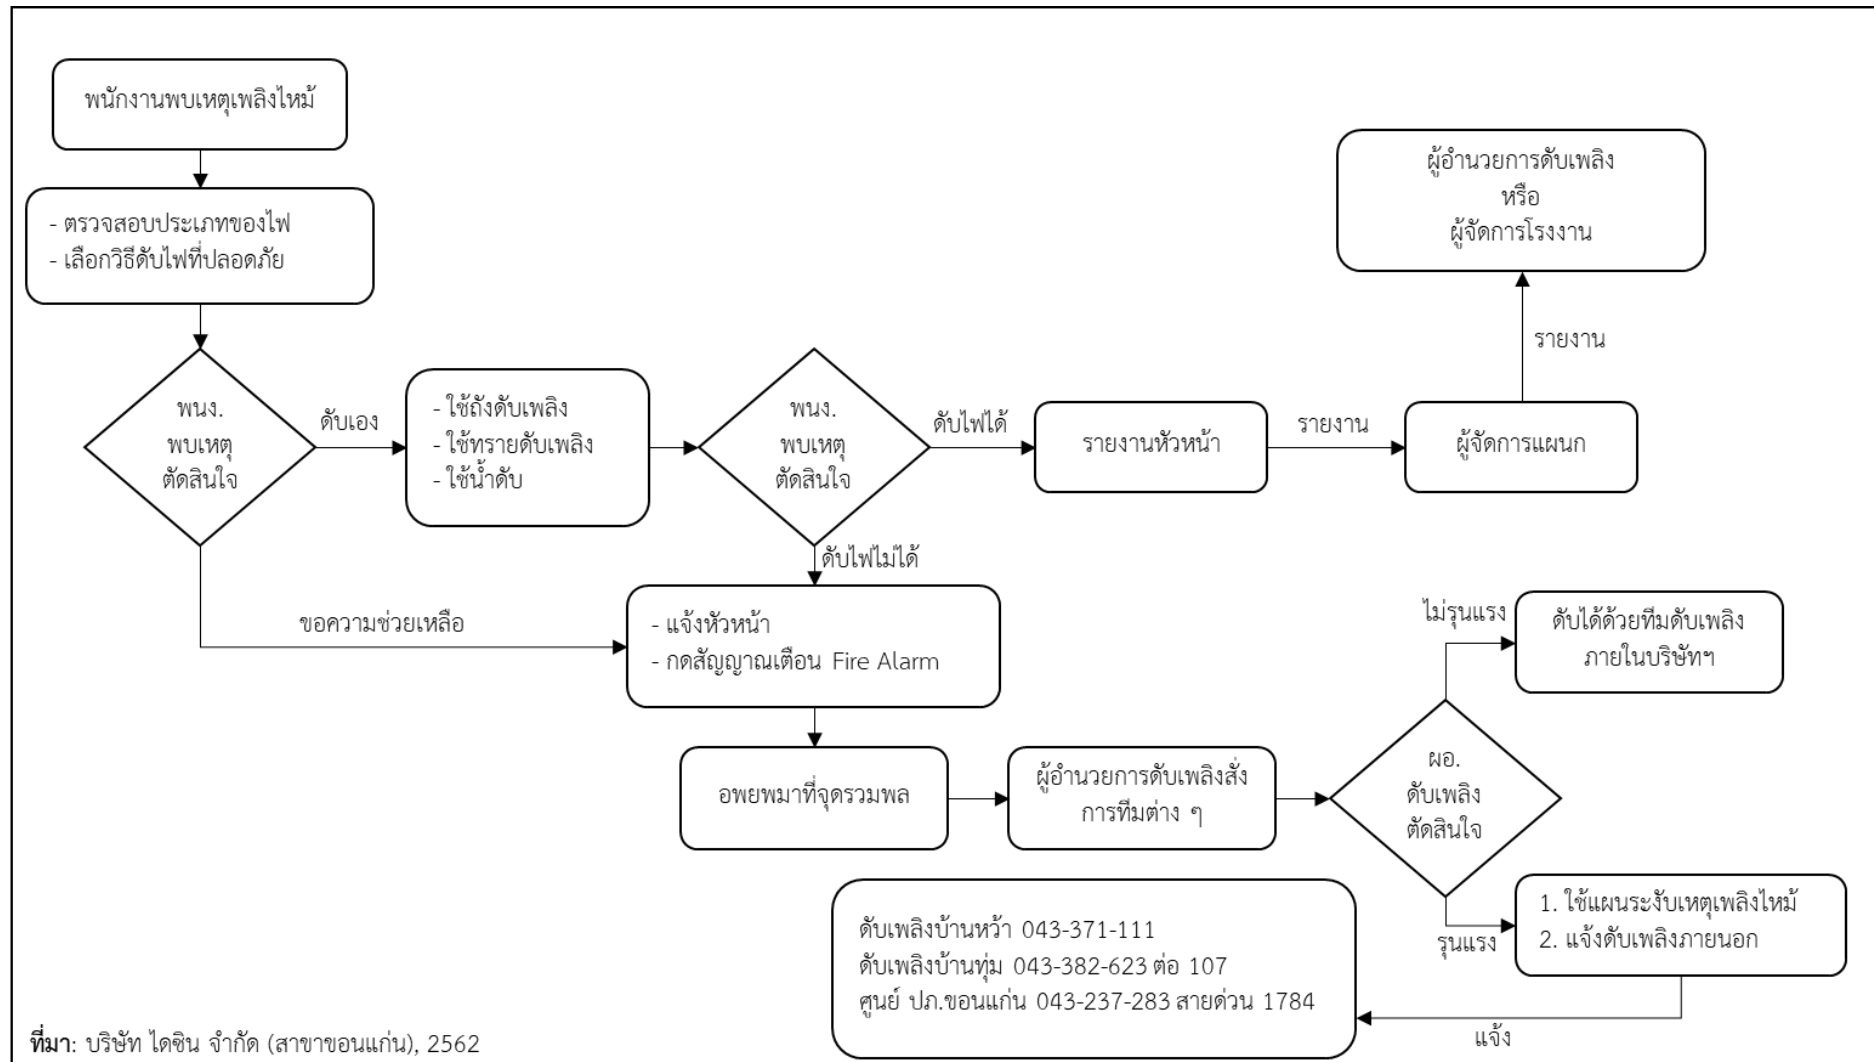 พนักงานพบเหตุเพลิงไหม้
- ตรวจสอบประเภทของไฟ
- เลือกวิธีดับไฟที่ปลอดภัย
พนง.
พบเหตุ
ตัดสินใจ
ดับเอง
- ใช้ถังดับเพลิง
- ใช้ทรายดับเพลิง
- ใช้น้ำดับ
พนง.
พบเหตุ
ตัดสินใจ
ดับไฟได้
รายงานหัวหน้า
รายงาน
ผู้จัดการแผนก
รายงาน
ผู้อำนวยการดับเพลิง
หรือ
ผู้จัดการโรงงาน
ดับไฟไม่ได้
ขอความช่วยเหลือ
- แจ้งหัวหน้า
- กดสัญญาณเตือน Fire Alarm
อพยพมาที่จุดรวมพล
ผู้อำนวยการดับเพลิงสั่ง
การทีมต่าง ๆ
ผอ.
ดับเพลิง
ตัดสินใจ
ไม่รุนแรง
ดับได้ด้วยทีมดับเพลิง
ภายในบริษัทฯ
รุนแรง
1. ใช้แผนระงับเหตุเพลิงไหม้
2. แจ้งดับเพลิงภายนอก
แจ้ง
ดับเพลิงบ้านหว้า 043-371-111
ดับเพลิงบ้านทุ่ม 043-382-623 ต่อ 107
ศูนย์ ปภ.ขอนแก่น 043-237-283 สายด่วน 1784
ที่มา: บริษัท ไดซิน จำกัด (สาขาขอนแก่น), 2562